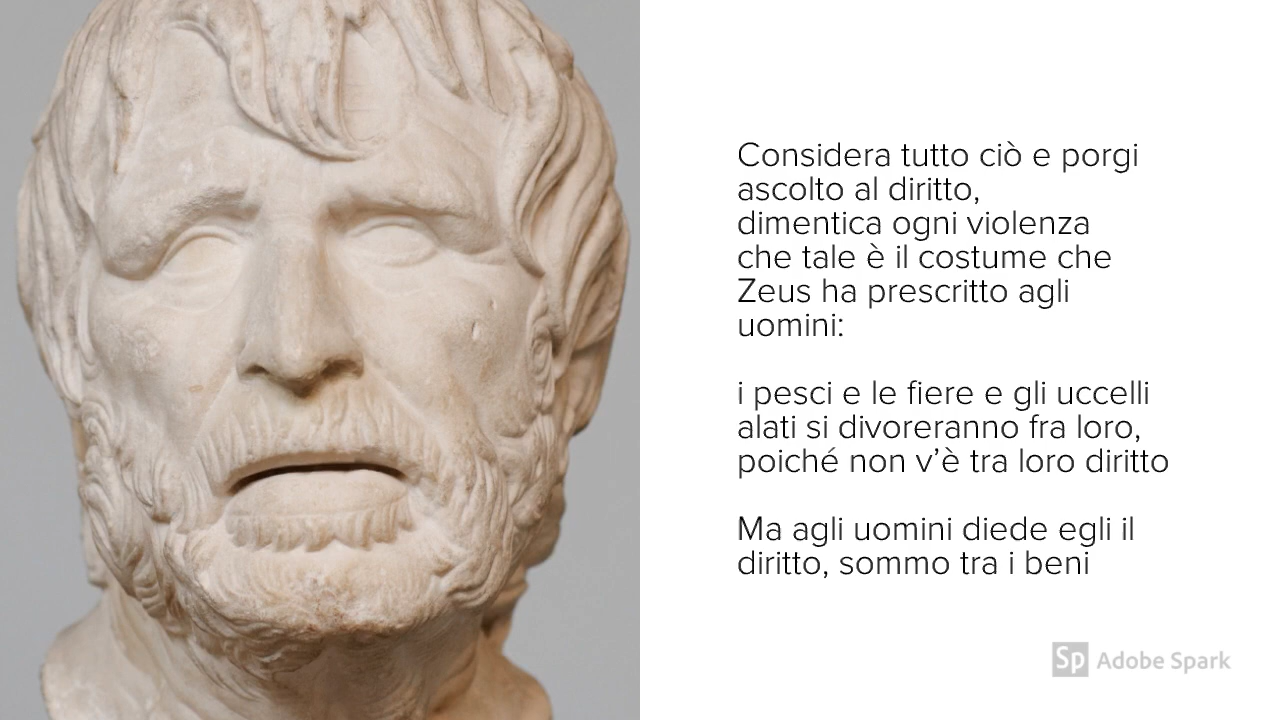 Considera tutto ciò e porgi
ascolto al diritto,
dimentica ogni violenza
che tale è il costume che
Zeus ha prescritto agli
uomini:
i pesci e le fiere e gli uccelli
alati si divoreranno fra loro,
poiché non v’è tra loro diritto
Ma agli uomini diede egli il
diritto, sommo tra i beni
Sp Adobe Spark